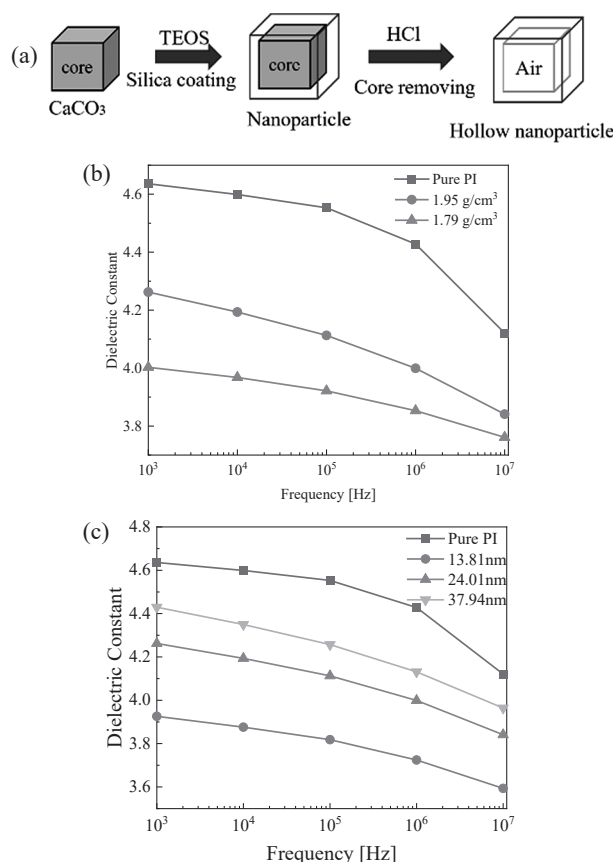 (a)
TEOS
HCl
core
Silica coating
corc
Core removing
Air
CaCO₃
Nanoparticle
Hollow nanoparticle
(b)
Pure PI
1.95 g/cm³
1.79 g/cm³
4.6
4.4
4.2
4.0
3.8
Dielectric Constant
10³ 10⁴ 10⁵ 10⁶ 10⁷
Frequency [Hz]
(c)
Pure PI
13.81nm
24.01nm
37.94nm
4.8
4.6
4.4
4.2
4.0
3.8
3.6
Dielectric Constant
10³ 10⁴ 10⁵ 10⁶ 10⁷
Frequency [Hz]